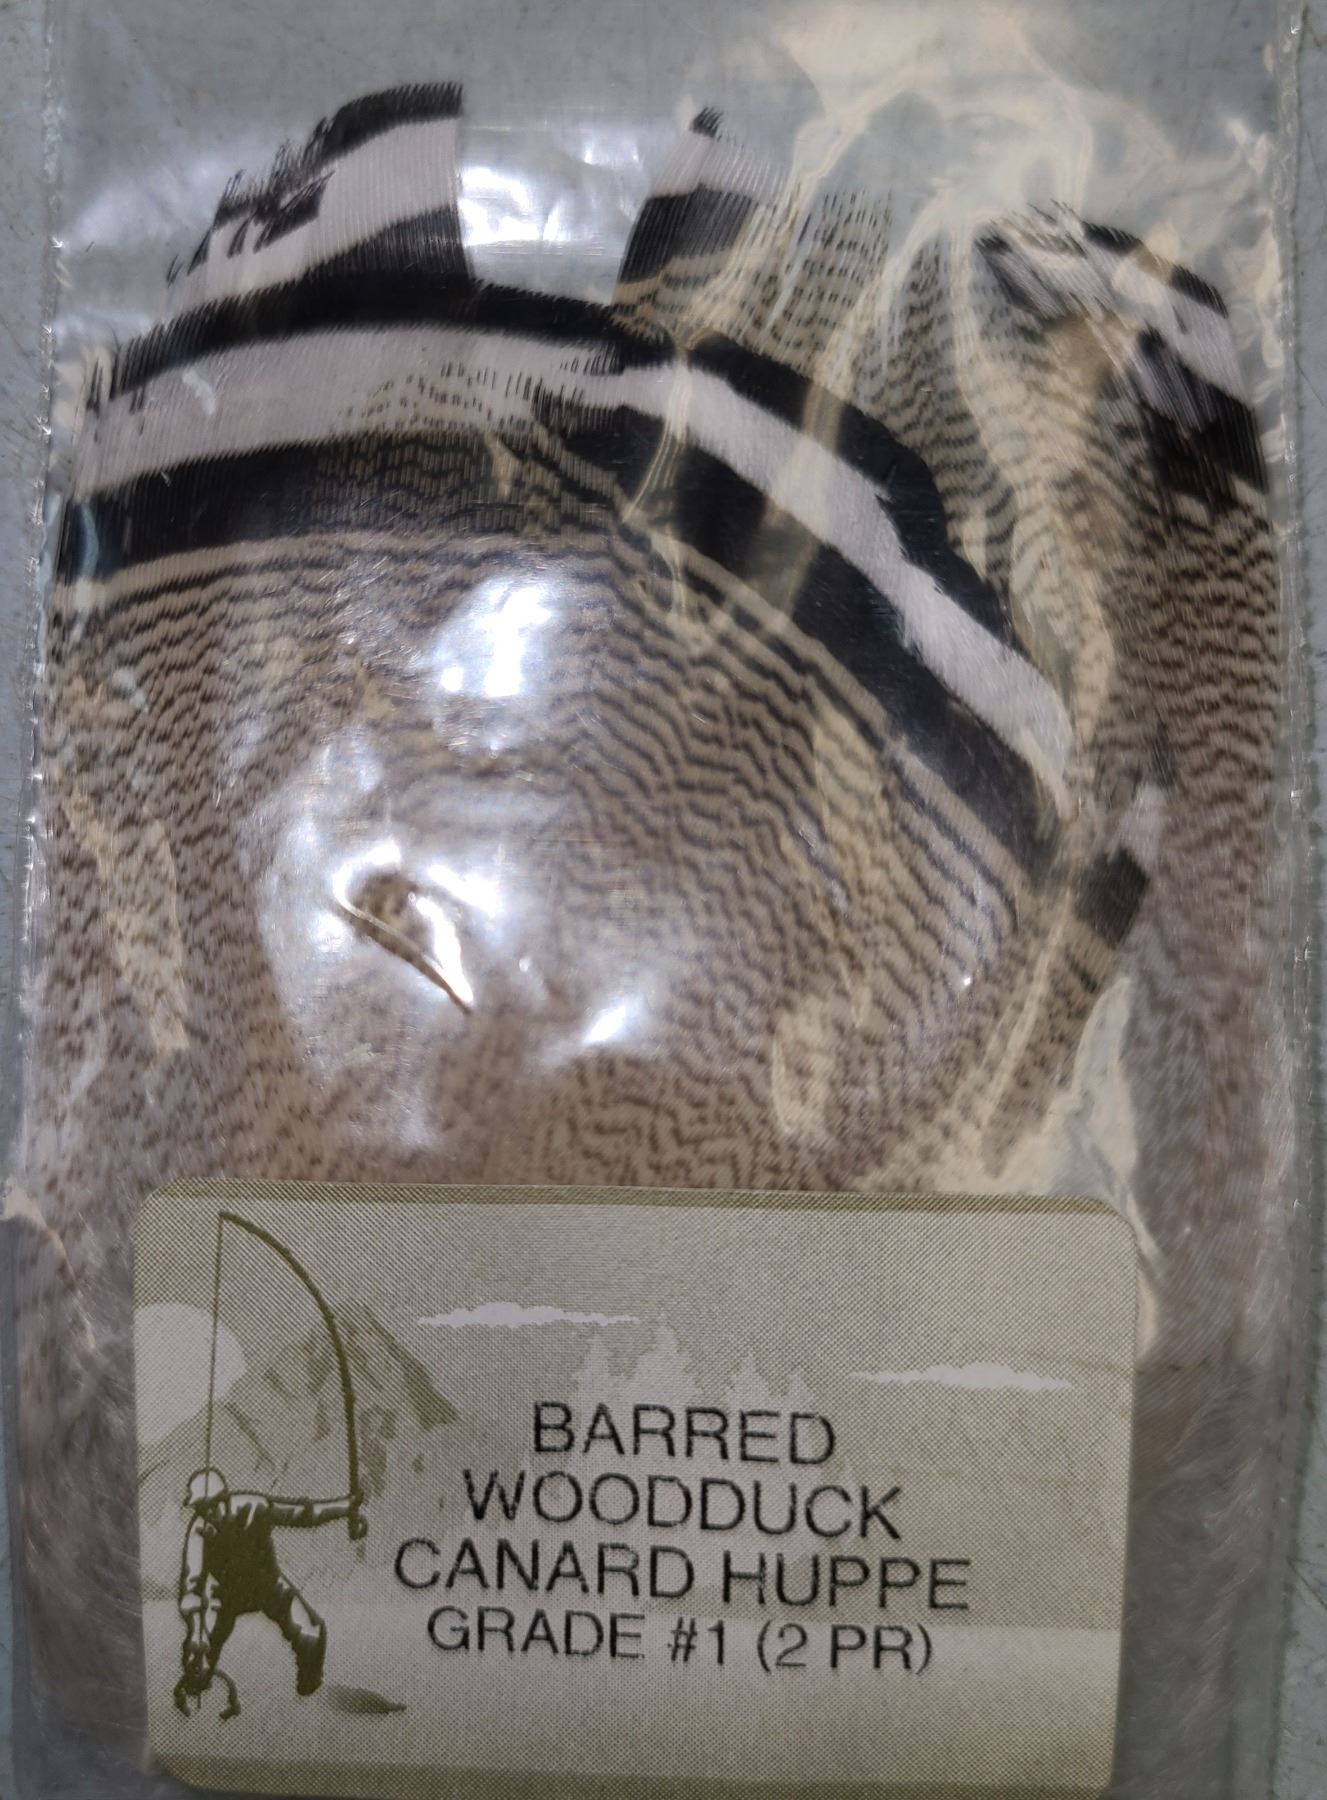 BARRED
WOODDUCK
CANARD HUPPE
GRADE #1 (2 PR)